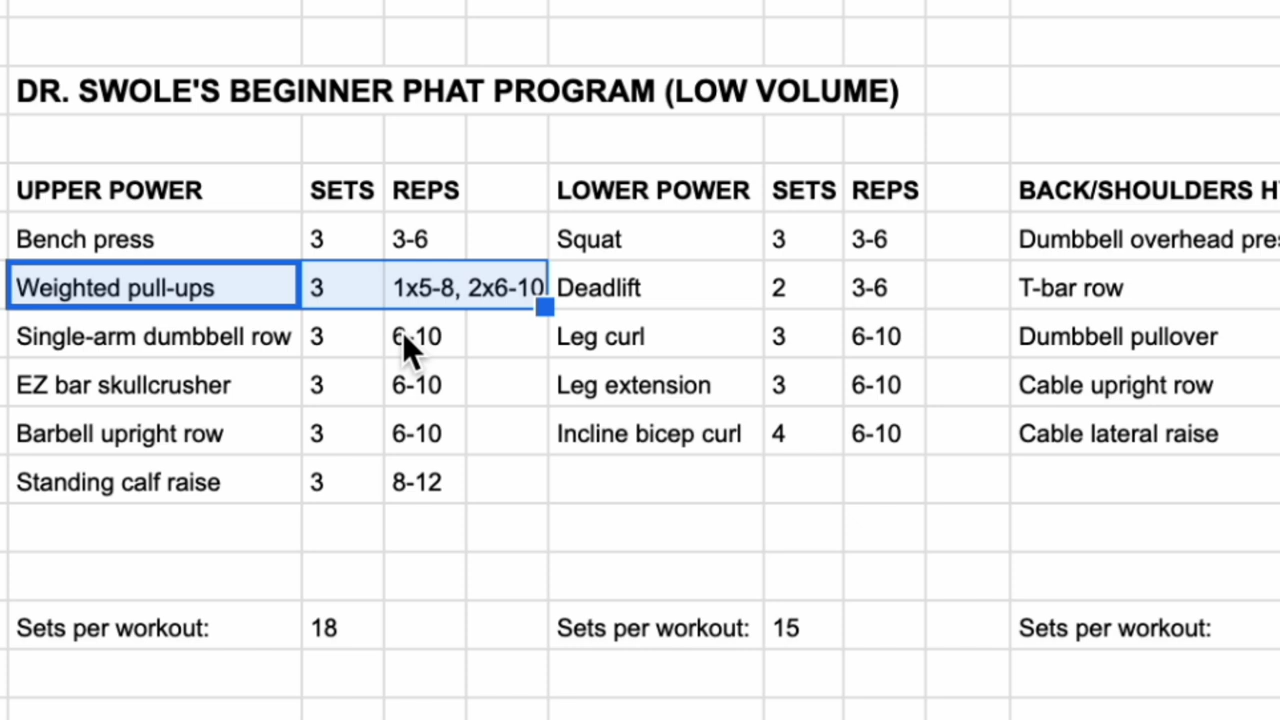 DR. SWOLE'S BEGINNER PHAT PROGRAM (LOW VOLUME)
UPPER POWER SETS REPS LOWER POWER SETS REPS BACK/SHOULDERS
Bench press 3 3-6 Squat 3 3-6 Dumbbell overhead
Weighted pull-ups 3 1x5-8, 2x6-10 Deadlift 2 3-6 T-bar row
Single-arm dumbbell row 3 6-10 Leg curl 3 6-10 Dumbbell pullover
EZ bar skullcrusher 3 6-10 Leg extension 3 6-10 Cable upright row
Barbell upright row 3 6-10 Incline bicep curl 4 6-10 Cable lateral raise
Standing calf raise 3 8-12
Sets per workout: 18 Sets per workout: 15 Sets per workout: